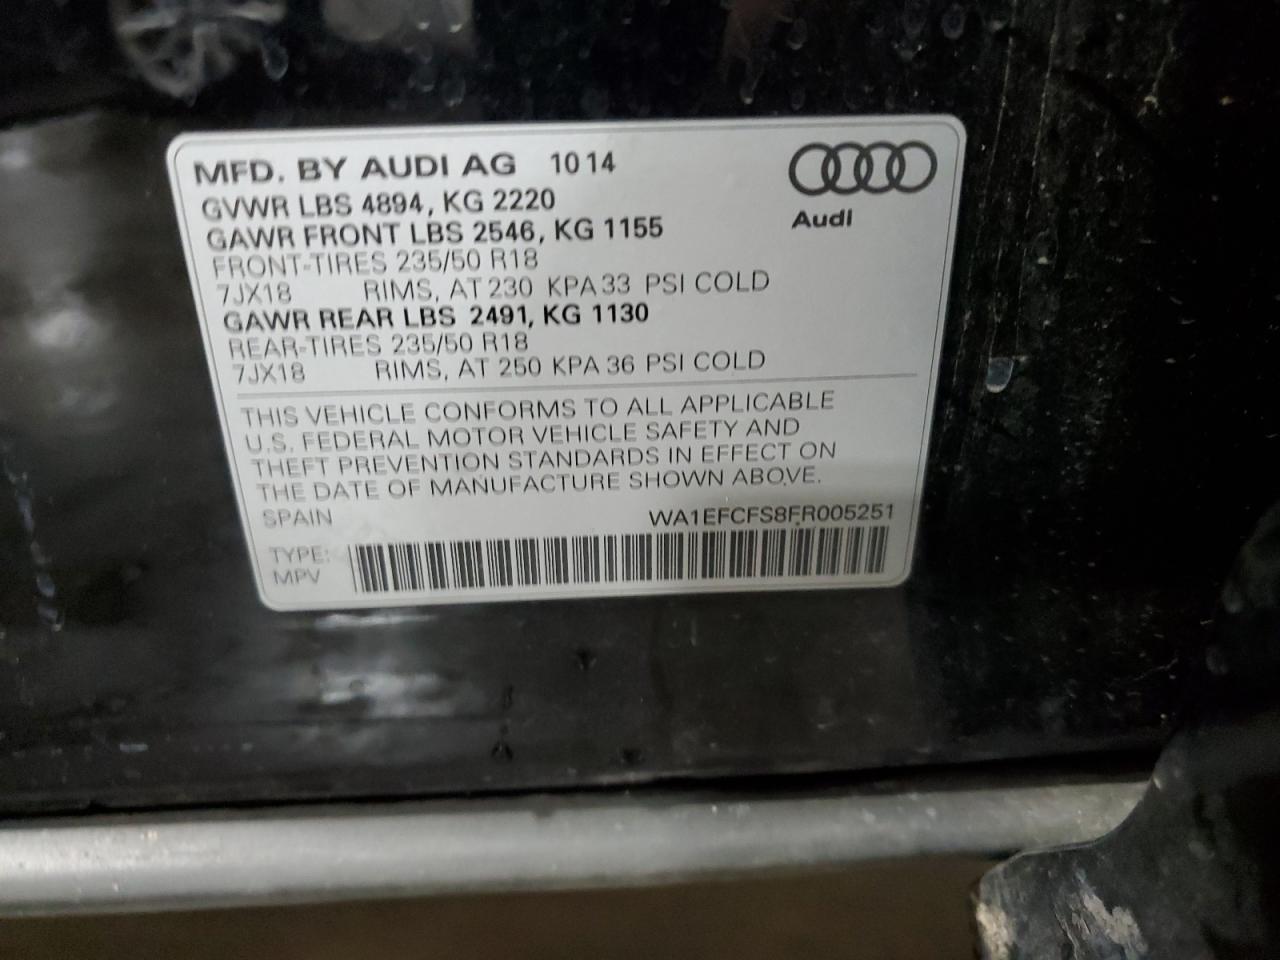 MFD. BY AUDI AG 10 14
Audi
GVWR LBS 4894, KG 2220
GAWR FRONT LBS 2546, KG 1155
FRONT-TIRES 235/50 R18
7JX18 RIMS, AT 230 KPA 33 PSI COLD
GAWR REAR LBS 2491, KG 1130
REAR-TIRES 235/50 R18
7JX18 RIMS, AT 250 KPA 36 PSI COLD
THIS VEHICLE CONFORMS TO ALL APPLICABLE
U.S. FEDERAL MOTOR VEHICLE SAFETY AND
THEFT PREVENTION STANDARDS IN EFFECT ON
THE DATE OF MANUFACTURE SHOWN ABOVE.
SPAIN WA1EFCFS8FR005251
TYPE:
MPV